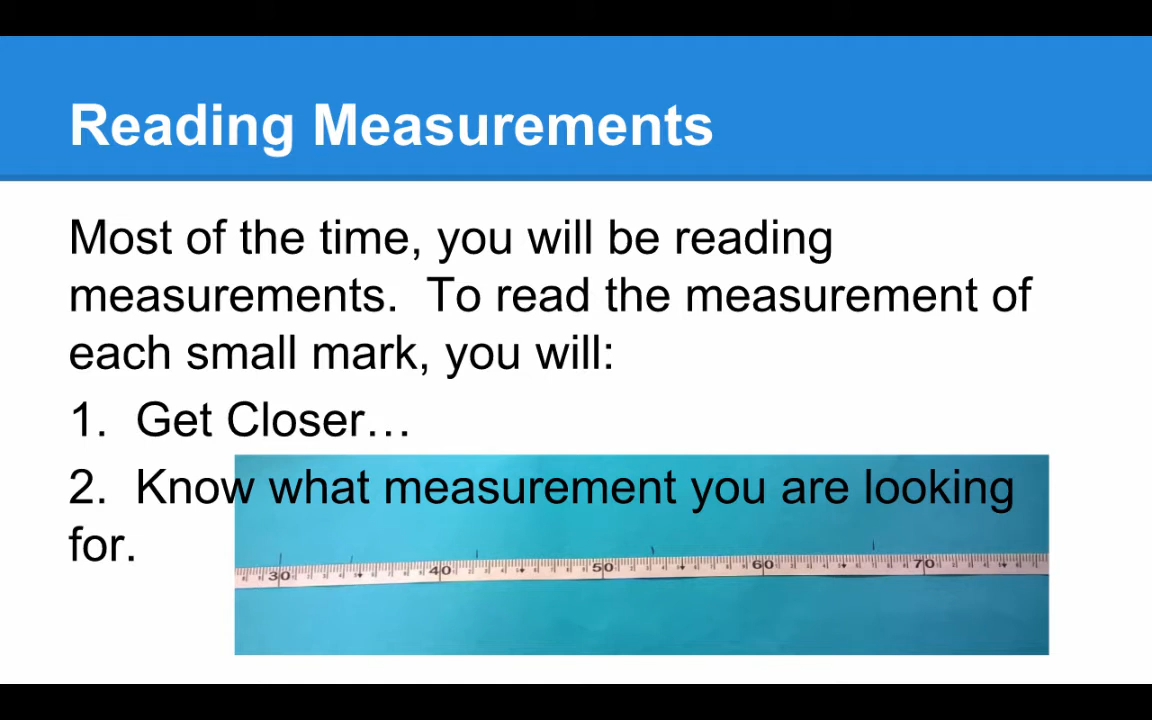 Reading Measurements
Most of the time, you will be reading
measurements.  To read the measurement of
each small mark, you will:
1.  Get Closer…
2.  Know what measurement you are looking
for.
30 40 50 60 70